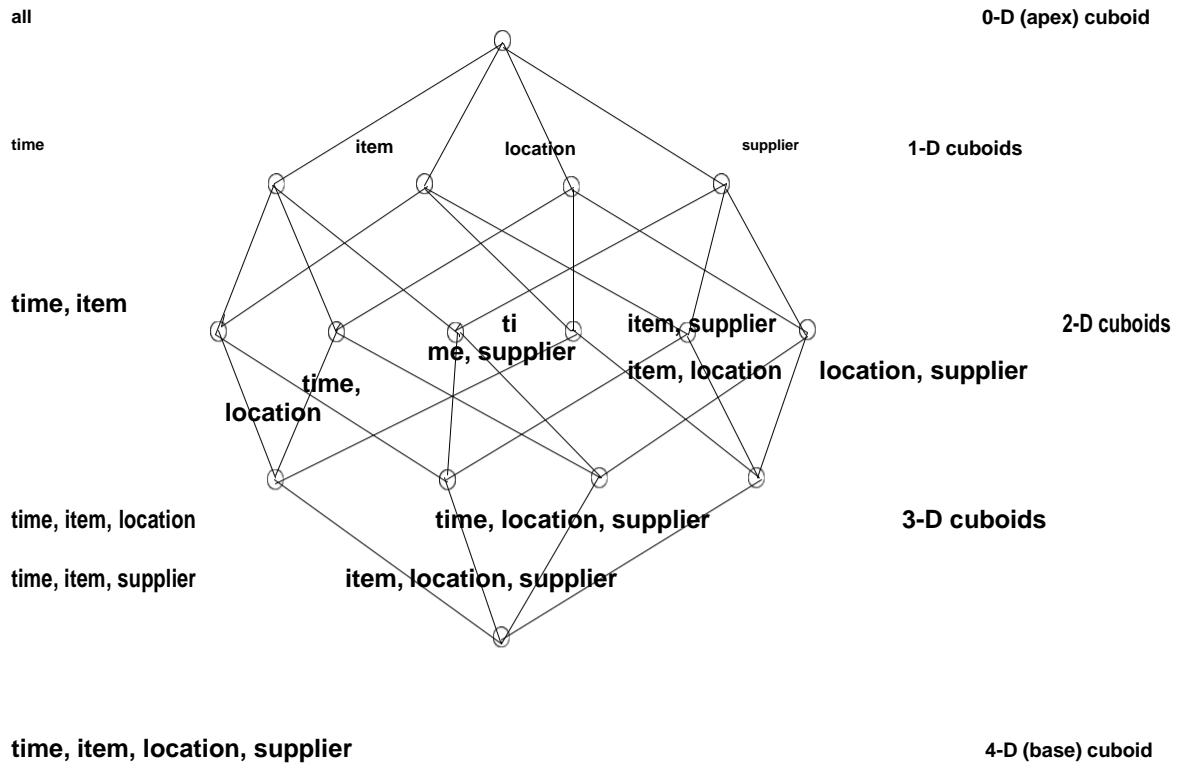 all
0-D (apex) cuboid
time
item
location
supplier
1-D cuboids
time, item
ti
me, supplier
item, supplier
2-D cuboids
item, location
location, supplier
time,
location
time, item, location
time, location, supplier
3-D cuboids
time, item, supplier
item, location, supplier
time, item, location, supplier
4-D (base) cuboid